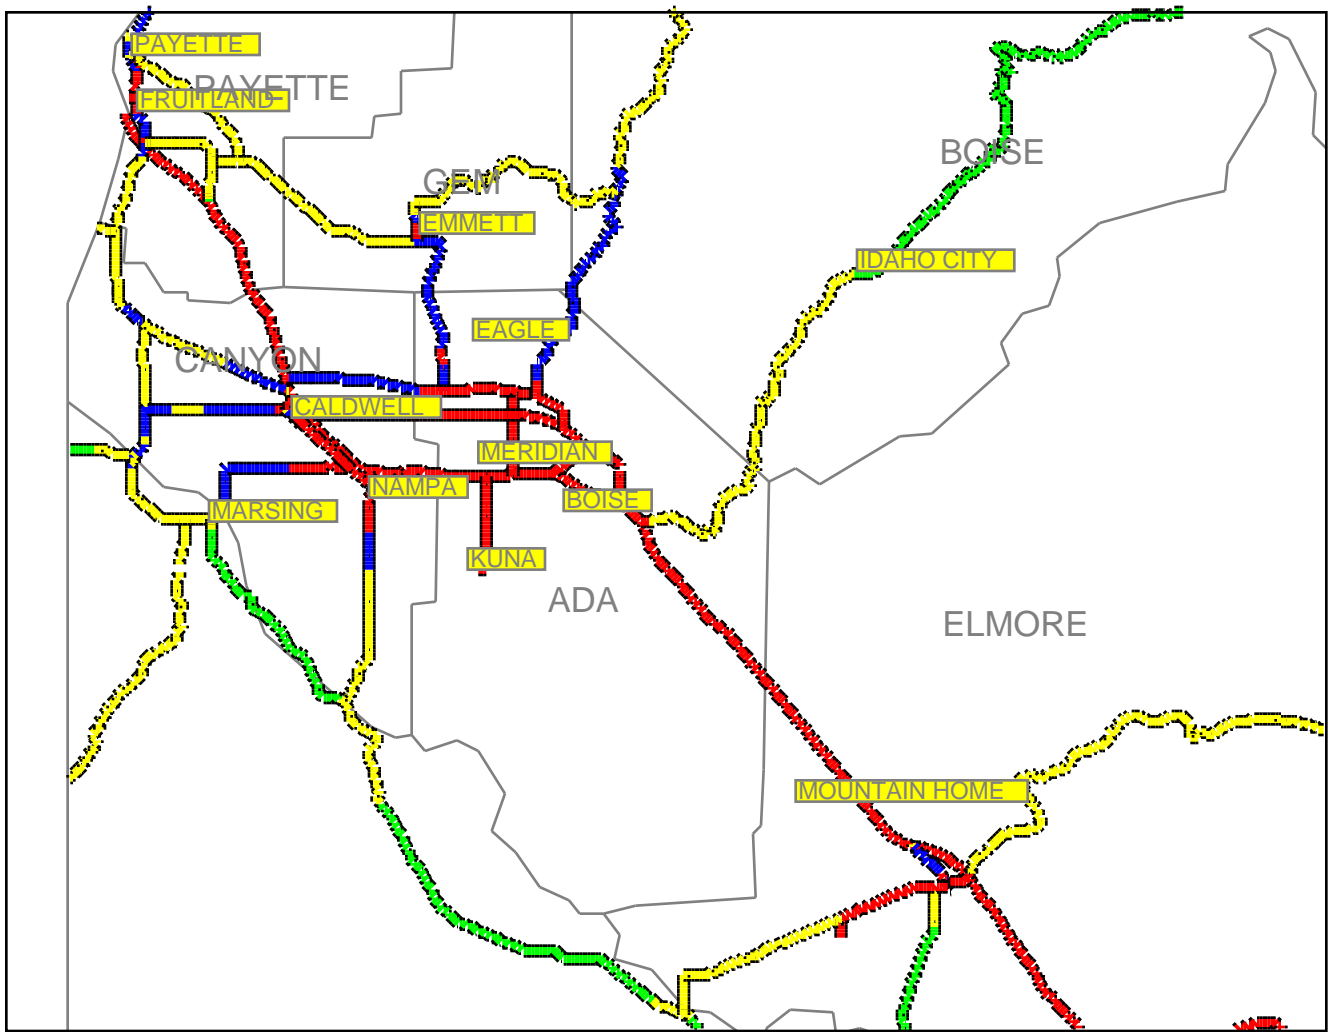 PAYETTE
PAYETTE
FRUITLAND
BOISE
GEM
EMMETT
IDAHO CITY
EAGLE
CANYON
CALDWELL
MERIDIAN
NAMPA
BOISE
MARSING
KUNA
ADA
ELMORE
MOUNTAIN HOME